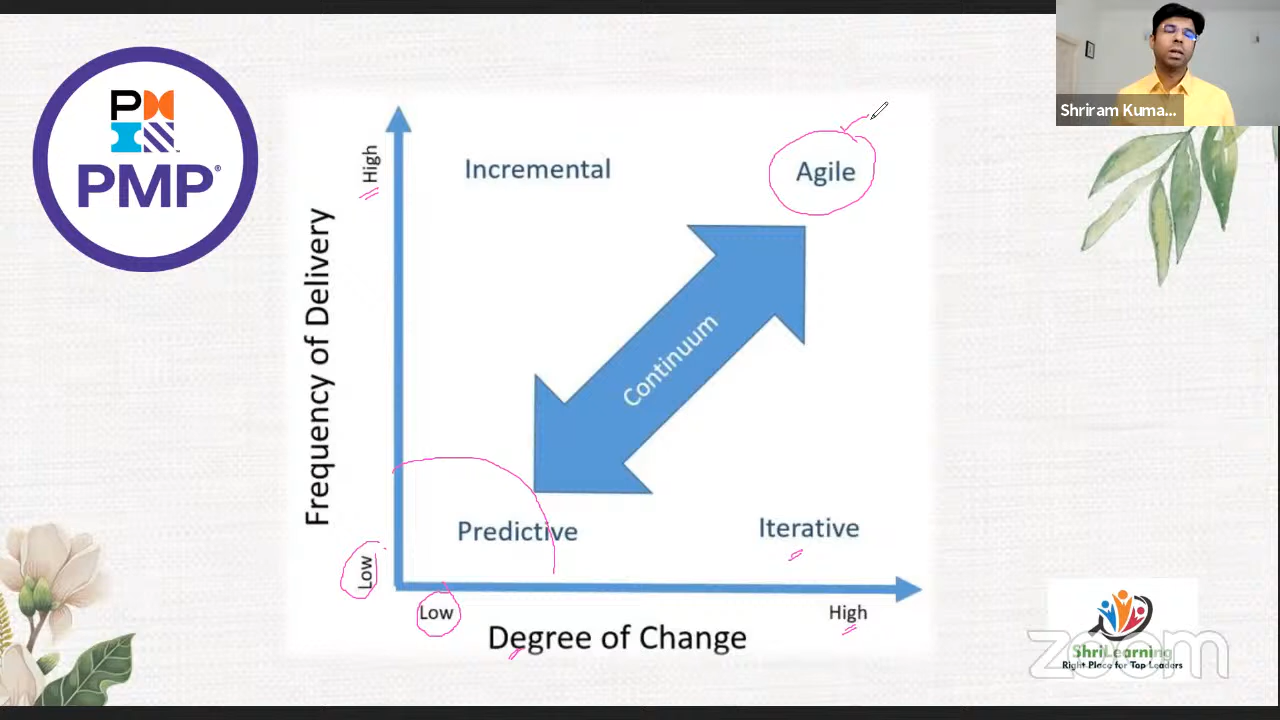 Shriram Kuma...
PMP®
High
Incremental
Agile
Frequency of Delivery
Continuum
Predictive
Iterative
Low
Low
High
Degree of Change
zoom
ShriLearning
Right Place for Top Leaders